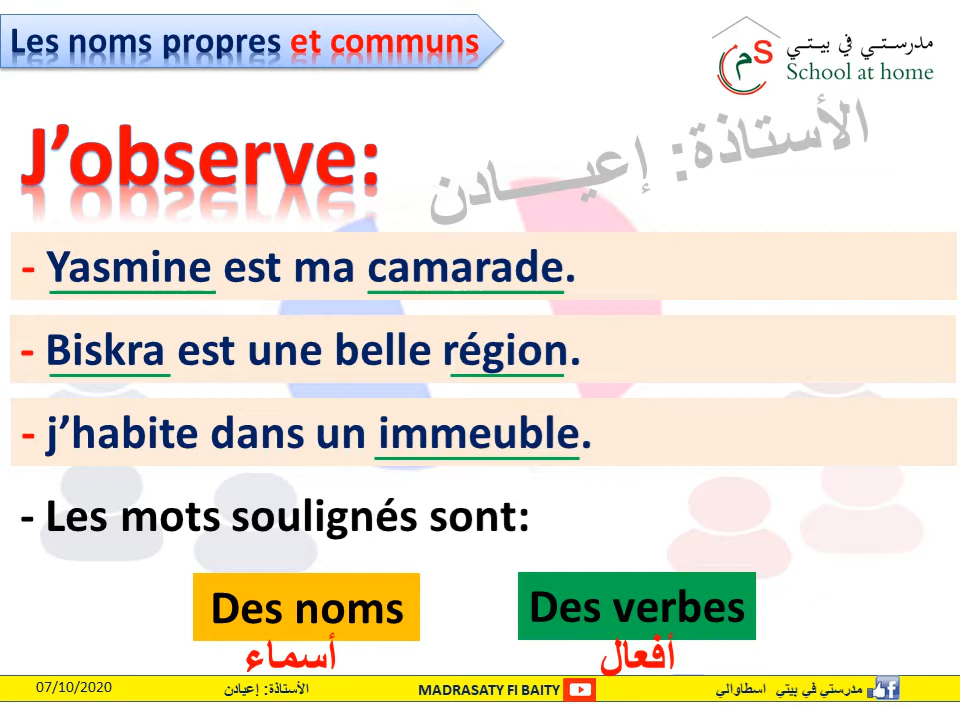 Les noms propres et communs
مS
مدرستي في بيتي
School at home
J’observe:
الأستاذة: إعيـــــادن
- Yasmine est ma camarade.
- Biskra est une belle région.
- j’habite dans un immeuble.
- Les mots soulignés sont:
Des noms
Des verbes
أسماء
أفعال
07/10/2020
الأستاذة: إعيادن
MADRASATY FI BAITY
مدرستي في بيتي اسطاوالي